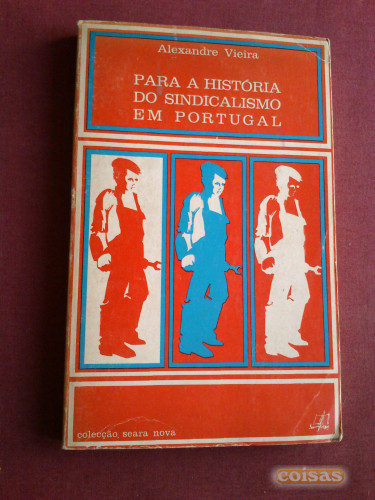 Alexandre Vieira
PARA A HISTÓRIA
DO SINDICALISMO
EM PORTUGAL
colecção seara nova
coisas